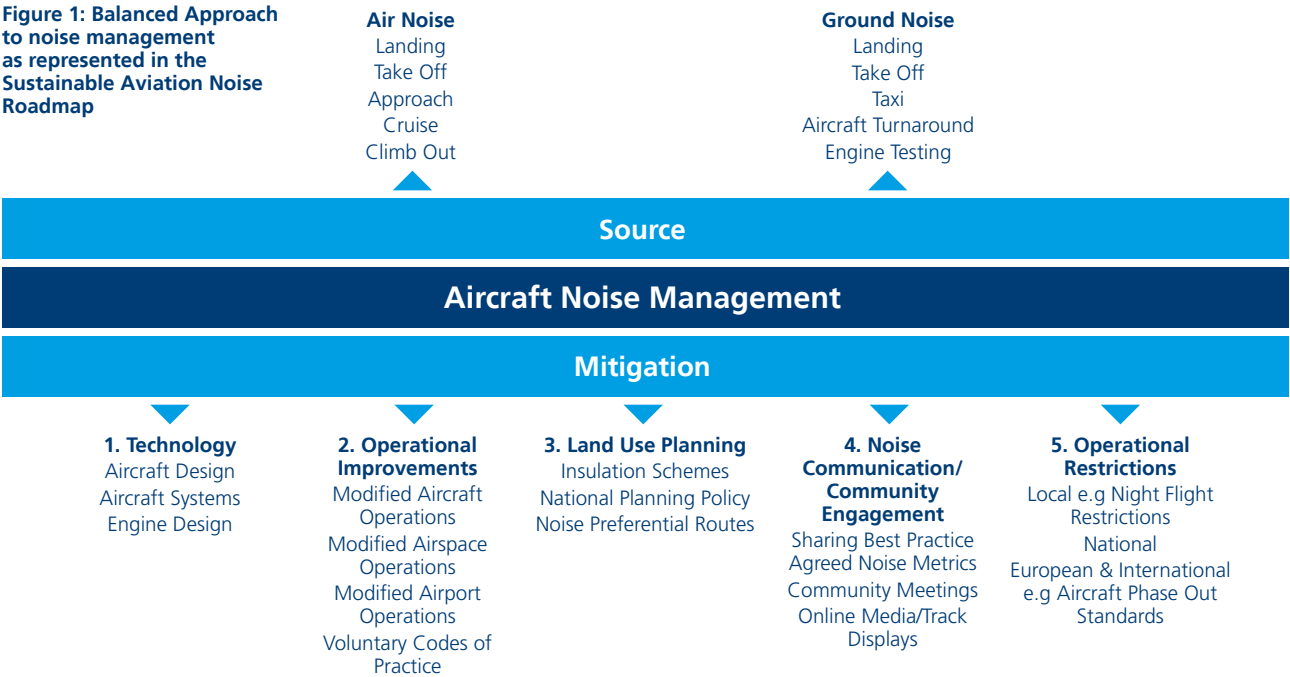 Figure 1: Balanced Approach
to noise management
as represented in the
Sustainable Aviation Noise
Roadmap
Air Noise
Landing
Take Off
Approach
Cruise
Climb Out
Ground Noise
Landing
Take Off
Taxi
Aircraft Turnaround
Engine Testing
Source
Aircraft Noise Management
Mitigation
1. Technology
Aircraft Design
Aircraft Systems
Engine Design
2. Operational
Improvements
Modified Aircraft
Operations
Modified Airspace
Operations
Modified Airport
Operations
Voluntary Codes of
Practice
3. Land Use Planning
Insulation Schemes
National Planning Policy
Noise Preferential Routes
4. Noise
Communication/
Community
Engagement
Sharing Best Practice
Agreed Noise Metrics
Community Meetings
Online Media/Track
Displays
5. Operational
Restrictions
Local e.g Night Flight
Restrictions
National
European & International
e.g Aircraft Phase Out
Standards